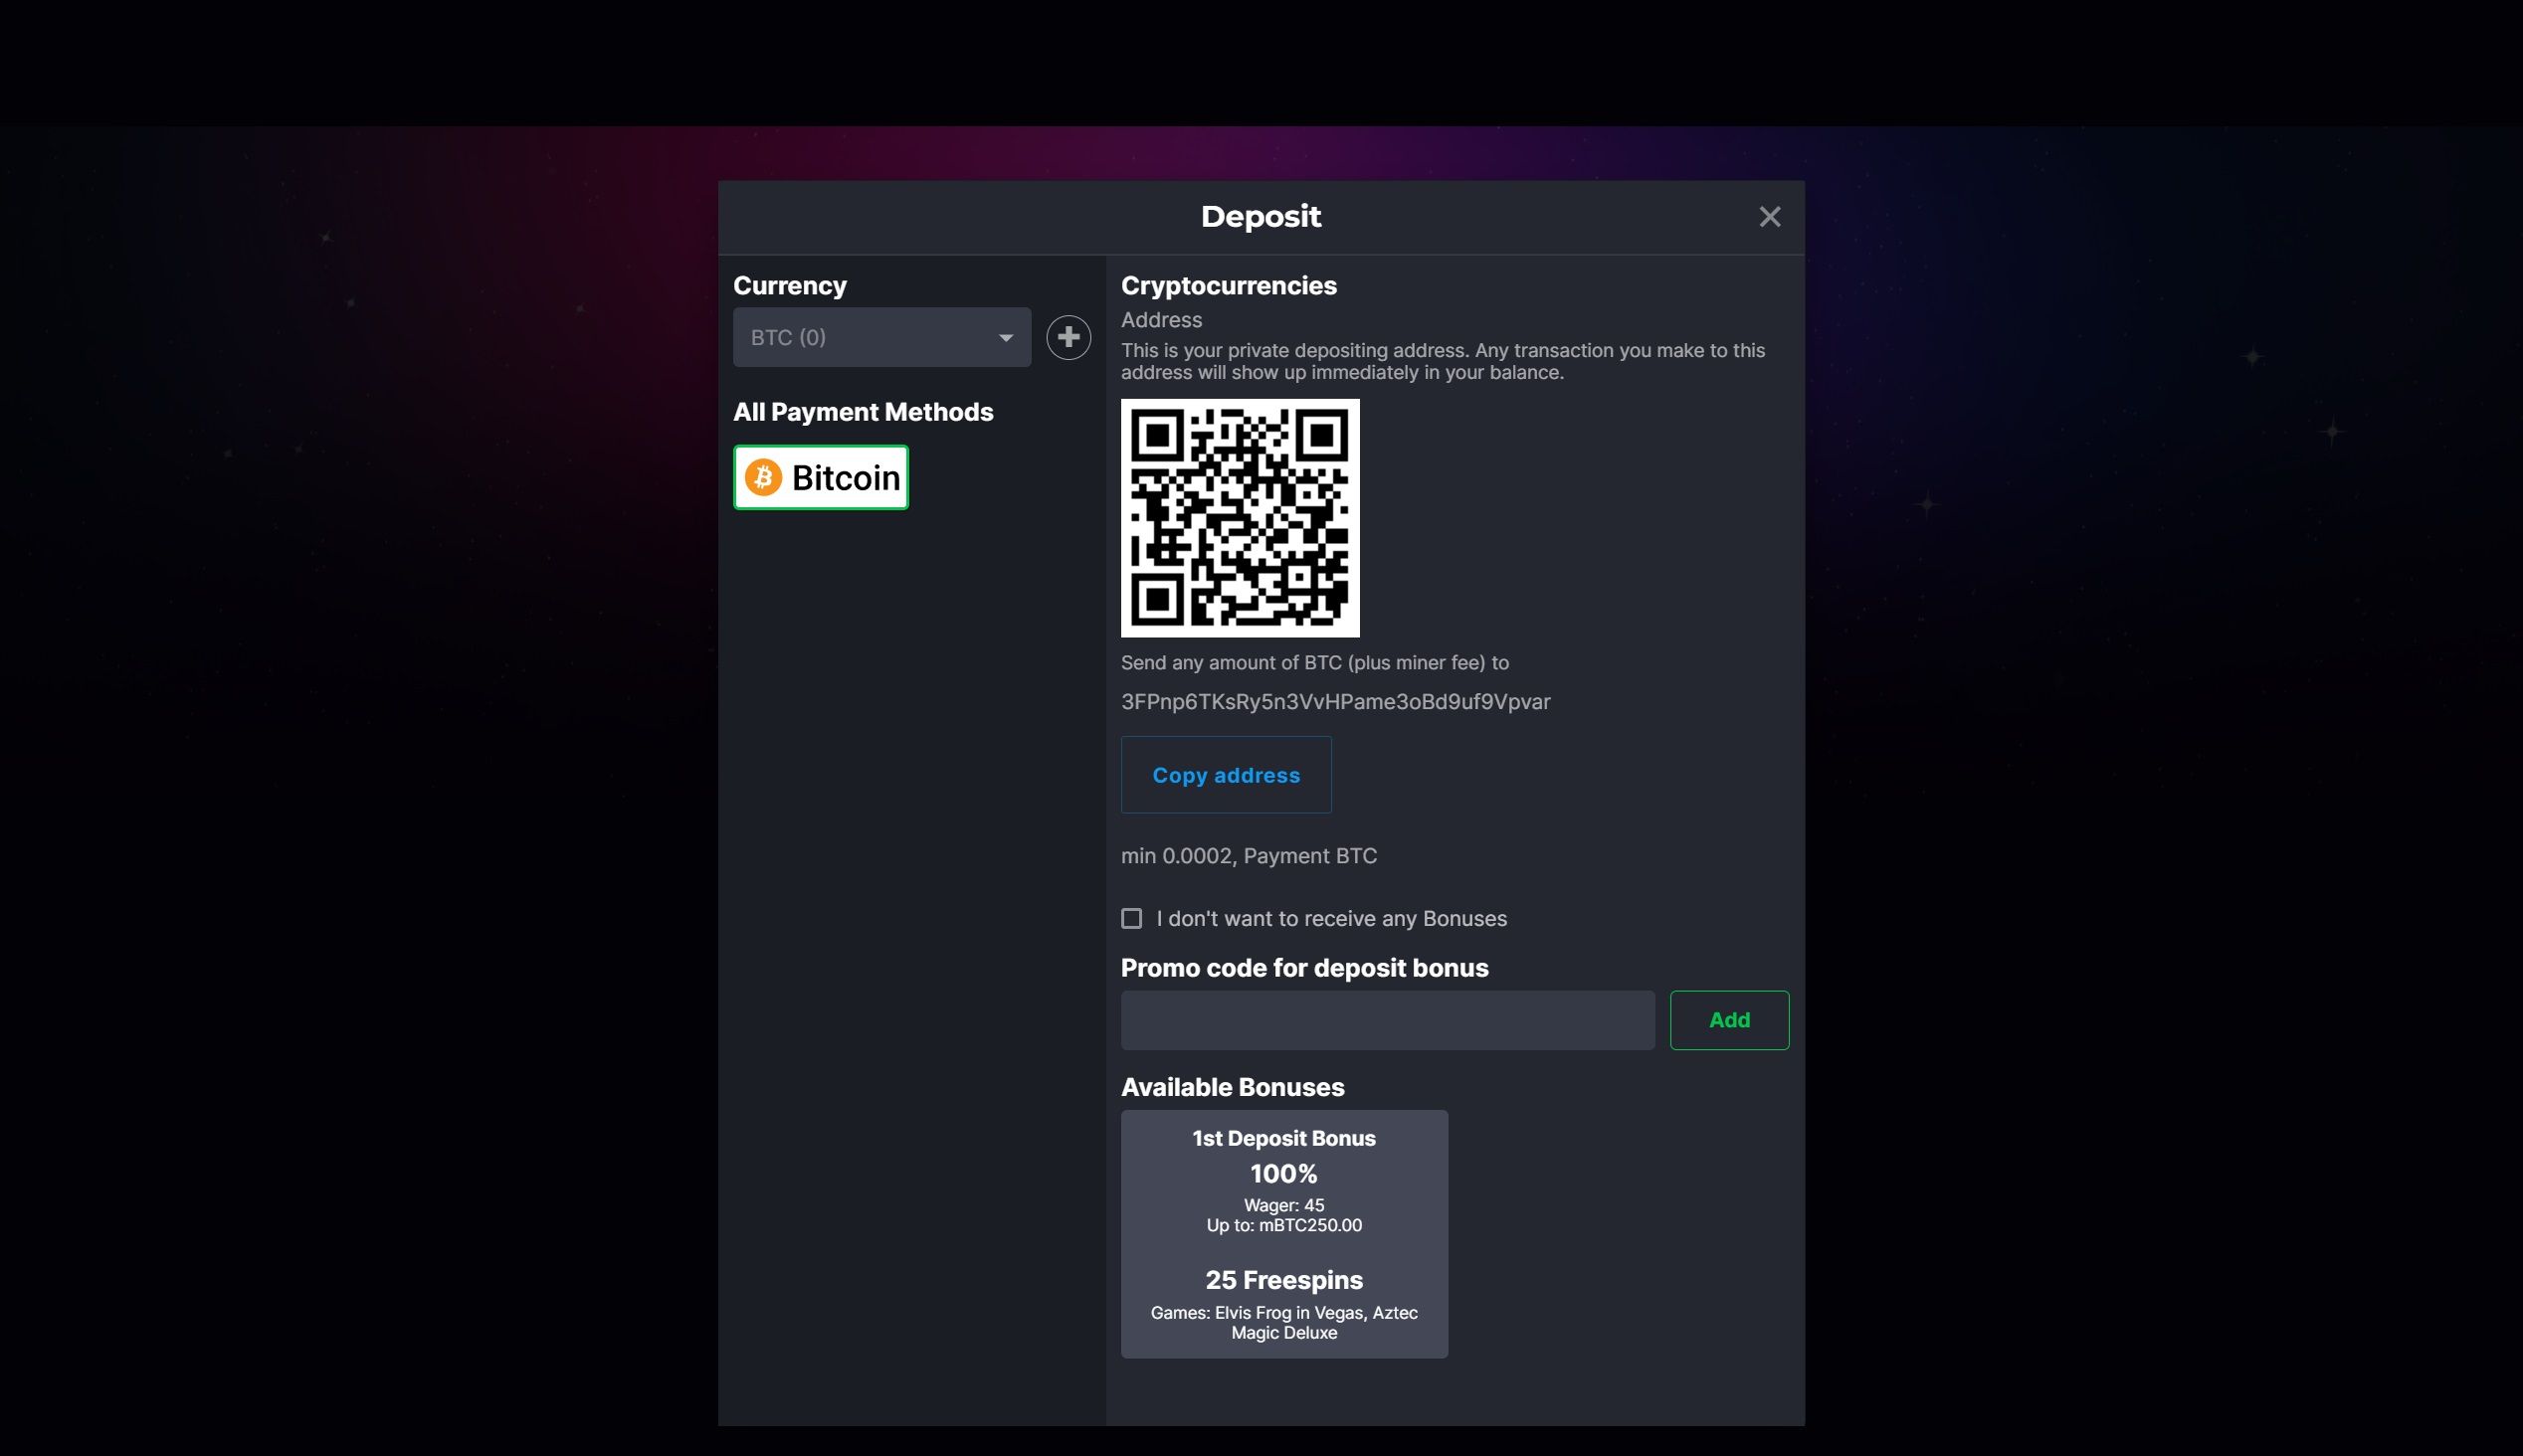 Deposit
Currency
BTC (0)
All Payment Methods
Bitcoin
Cryptocurrencies
Address
This is your private depositing address. Any transaction you make to this
address will show up immediately in your balance.
Send any amount of BTC (plus miner fee) to
3FPnp6TKsRy5n3VvHPame3oBd9uf9Vpvar
Copy address
min 0.0002, Payment BTC
I don't want to receive any Bonuses
Promo code for deposit bonus
Add
Available Bonuses
1st Deposit Bonus
100%
Wager: 45
Up to: mBTC250.00
25 Freespins
Games: Elvis Frog in Vegas, Aztec
Magic Deluxe